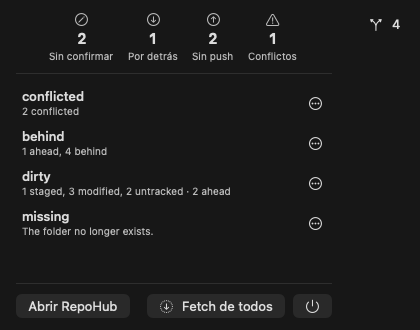 2 1 2 1 4
Sin confirmar Por detrás Sin push Conflictos
conflicted
2 conflicted
behind
1 ahead, 4 behind
dirty
1 staged, 3 modified, 2 untracked · 2 ahead
missing
The folder no longer exists.
Abrir RepoHub Fetch de todos